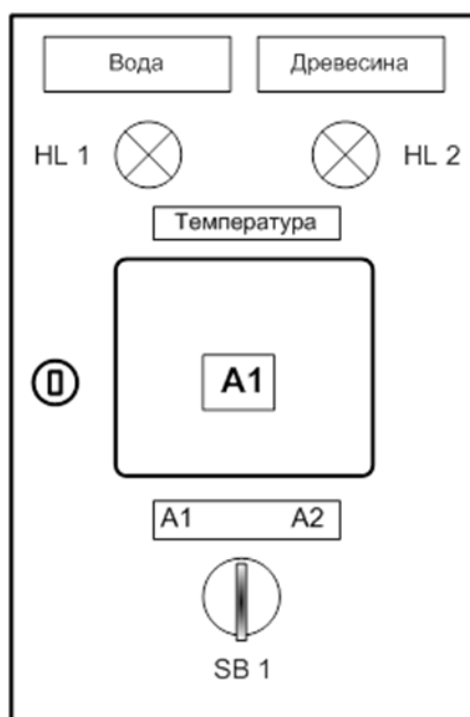 Вода Древесина
HL 1 HL 2
Температура
A1
A1 A2
SB 1